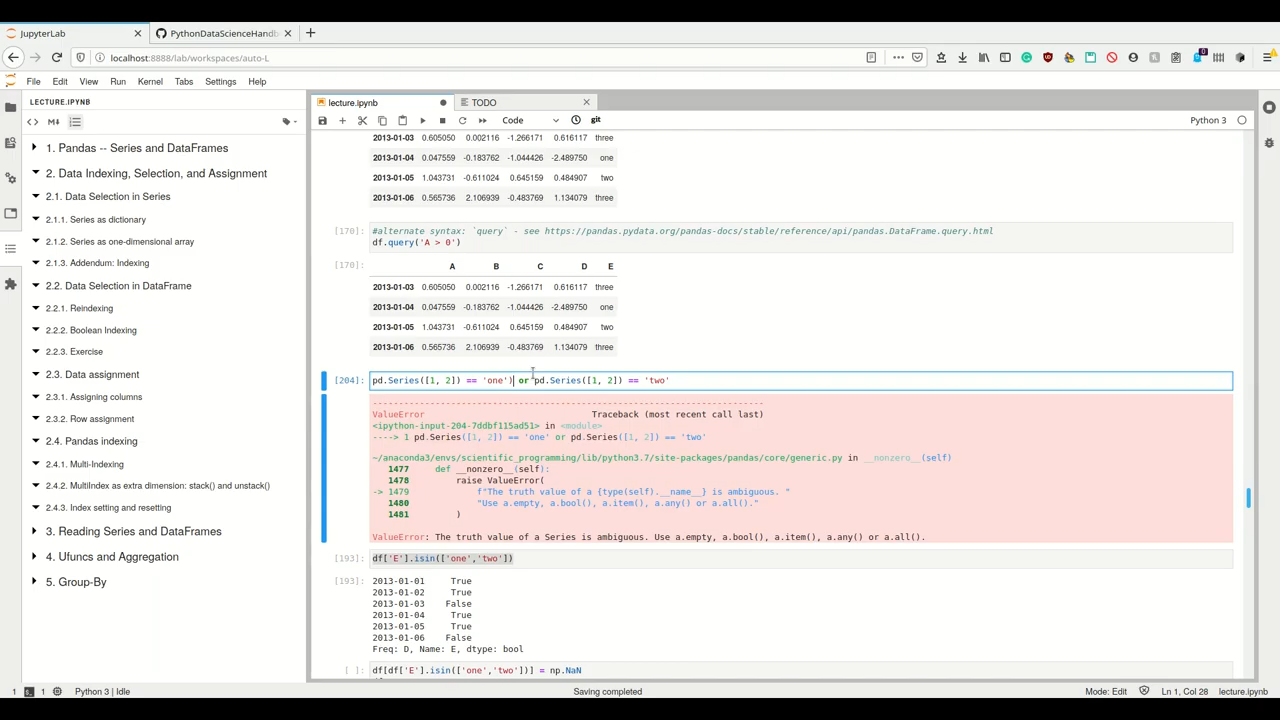 JupyterLab
PythonDataScienceHandb
localhost:8888/lab/workspaces/auto-L
File Edit View Run Kernel Tabs Settings Help
LECTURE.IPYNB
1. Pandas -- Series and DataFrames
2. Data Indexing, Selection, and Assignment
2.1. Data Selection in Series
2.1.1. Series as dictionary
2.1.2. Series as one-dimensional array
2.1.3. Addendum: Indexing
2.2. Data Selection in DataFrame
2.2.1. Reindexing
2.2.2. Boolean Indexing
2.2.3. Exercise
2.3. Data assignment
2.3.1. Assigning columns
2.3.2. Row assignment
2.4. Pandas indexing
2.4.1. Multi-Indexing
2.4.2. MultiIndex as extra dimension: stack() and unstack()
2.4.3. Index setting and resetting
3. Reading Series and DataFrames
4. Ufuncs and Aggregation
5. Group-By
lecture.ipynb
TODO
Code
git
Python 3
2013-01-03 0.605050 0.002116 -1.266171 0.616117 three
2013-01-04 0.047559 -0.183762 -1.044426 -2.489750 one
2013-01-05 1.043731 -0.611024 0.645159 0.484907 two
2013-01-06 0.565736 2.106939 -0.483769 1.134079 three
[170]: #alternate syntax: `query` - see https://pandas.pydata.org/pandas-docs/stable/reference/api/pandas.DataFrame.query.html
df.query('A > 0')
[170]: A B C D E
2013-01-03 0.605050 0.002116 -1.266171 0.616117 three
2013-01-04 0.047559 -0.183762 -1.044426 -2.489750 one
2013-01-05 1.043731 -0.611024 0.645159 0.484907 two
2013-01-06 0.565736 2.106939 -0.483769 1.134079 three
[204]: pd.Series([1, 2]) == 'one') or pd.Series([1, 2]) == 'two'
---------------------------------------------------------------------------
ValueError Traceback (most recent call last)
<ipython-input-204-7ddbf115ad51> in <module>
----> 1 pd.Series([1, 2]) == 'one' or pd.Series([1, 2]) == 'two'
~/anaconda3/envs/scientific_programming/lib/python3.7/site-packages/pandas/core/generic.py in __nonzero__(self)
1477 def __nonzero__(self):
1478 raise ValueError(
-> 1479 f"The truth value of a {type(self).__name__} is ambiguous. "
1480 "Use a.empty, a.bool(), a.item(), a.any() or a.all()."
1481 )
ValueError: The truth value of a Series is ambiguous. Use a.empty, a.bool(), a.item(), a.any() or a.all().
[193]: df['E'].isin(['one','two'])
[193]: 2013-01-01 True
2013-01-02 True
2013-01-03 False
2013-01-04 True
2013-01-05 True
2013-01-06 False
Freq: D, Name: E, dtype: bool
[ ]: df[df['E'].isin(['one','two'])] = np.NaN
1 1 Python 3 | Idle
Saving completed
Mode: Edit Ln 1, Col 28 lecture.ipynb